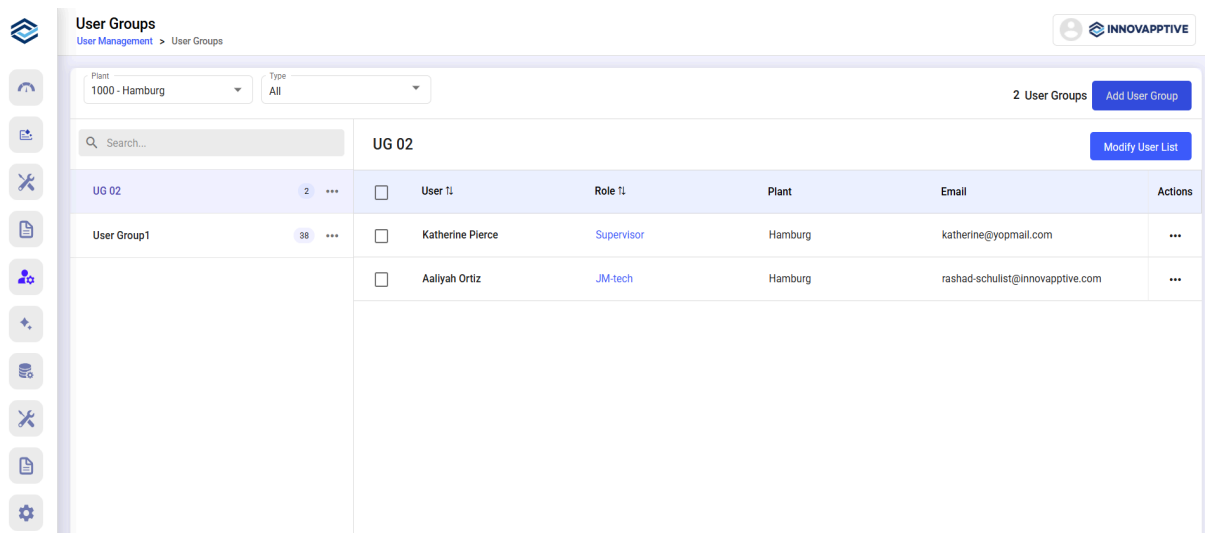 User Groups
User Management > User Groups
INNOVAPPTIVE
Plant
1000 - Hamburg
Type
All
2 User Groups
Add User Group
Search...
UG 02
Modify User List
UG 02 2
User Role Plant Email Actions
User Group1 38
Katherine Pierce Supervisor Hamburg katherine@yopmail.com
Aaliyah Ortiz JM-tech Hamburg rashad-schulist@innovapptive.com